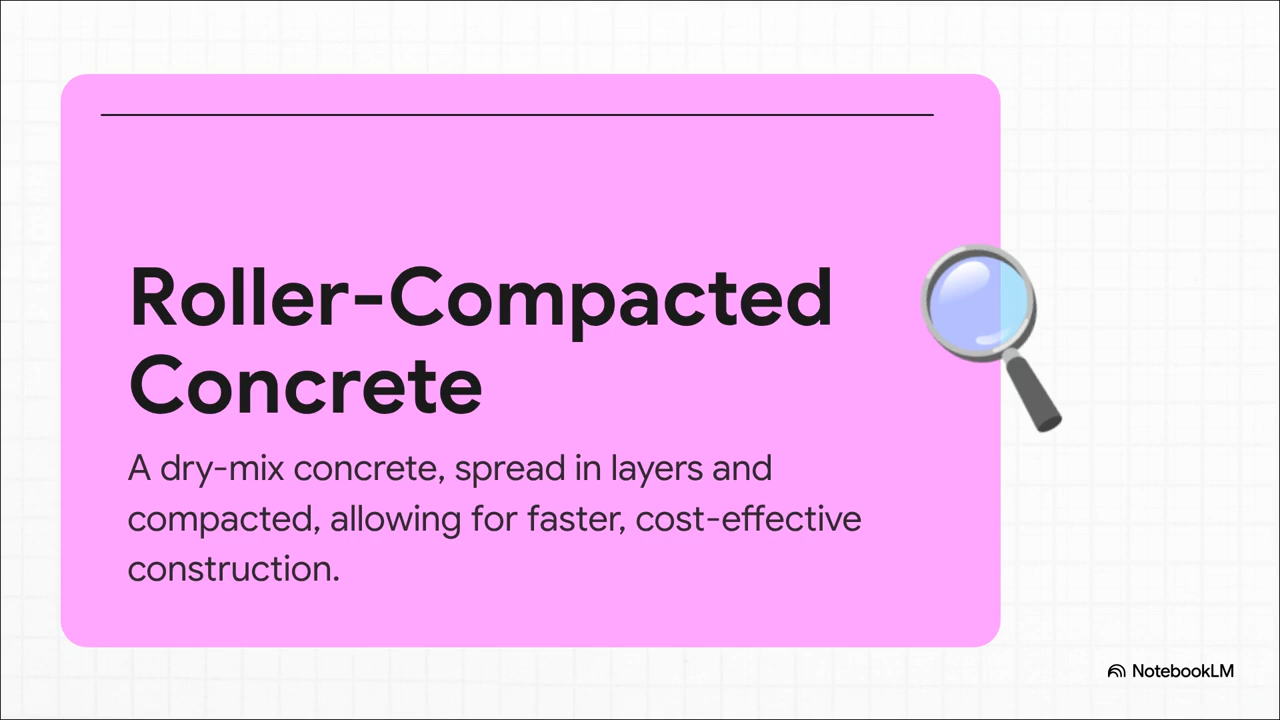 Roller-Compacted
Concrete
A dry-mix concrete, spread in layers and
compacted, allowing for faster, cost-effective
construction.
NotebookLM